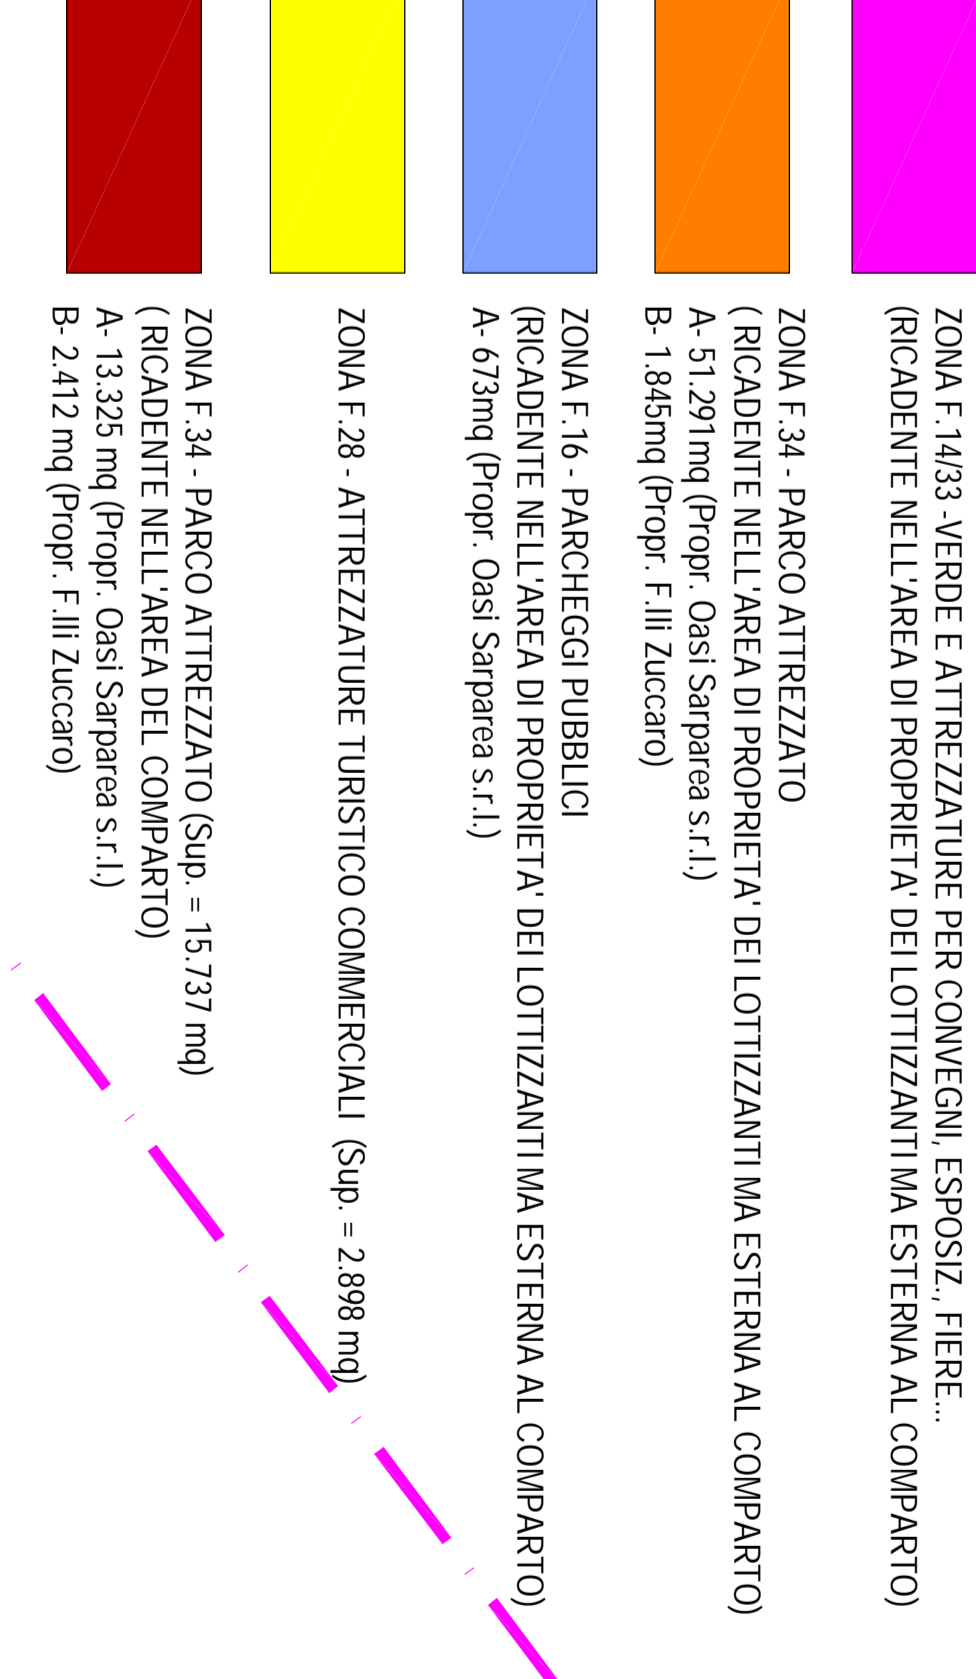 ZONA F.14/33 -VERDE E ATTREZZATURE PER CONVEGNI, ESPOSIZ., FIERE...
(RICADENTE NELL'AREA DI PROPRIETA' DEI LOTTIZZANTI MA ESTERNA AL COMPARTO)
ZONA F.34 - PARCO ATTREZZATO
( RICADENTE NELL'AREA DI PROPRIETA' DEI LOTTIZZANTI MA ESTERNA AL COMPARTO)
A- 51.291mq (Propr. Oasi Sarparea s.r.l.)
B- 1.845mq (Propr. F.lli Zuccaro)
ZONA F.16 - PARCHEGGI PUBBLICI
(RICADENTE NELL'AREA DI PROPRIETA' DEI LOTTIZZANTI MA ESTERNA AL COMPARTO)
A- 673mq (Propr. Oasi Sarparea s.r.l.)
ZONA F.28 - ATTREZZATURE TURISTICO COMMERCIALI (Sup. = 2.898 mq)
ZONA F.34 - PARCO ATTREZZATO (Sup. = 15.737 mq)
( RICADENTE NELL'AREA DEL COMPARTO)
A- 13.325 mq (Propr. Oasi Sarparea s.r.l.)
B- 2.412 mq (Propr. F.lli Zuccaro)